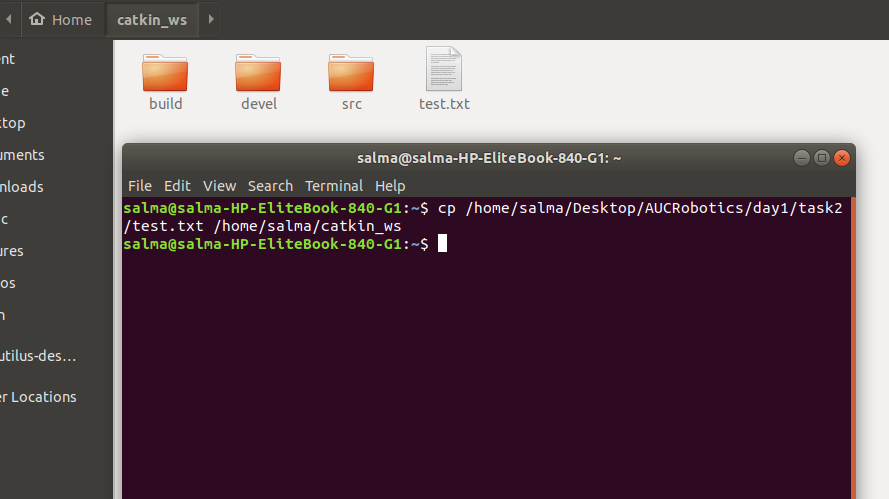 Home
catkin_ws
build
devel
src
test.txt
nt
e
ktop
uments
nloads
c
ures
os
n
utilus-des…
er Locations
salma@salma-HP-EliteBook-840-G1: ~
File Edit View Search Terminal Help
salma@salma-HP-EliteBook-840-G1:~$ cp /home/salma/Desktop/AUCRobotics/day1/task2
/test.txt /home/salma/catkin_ws
salma@salma-HP-EliteBook-840-G1:~$